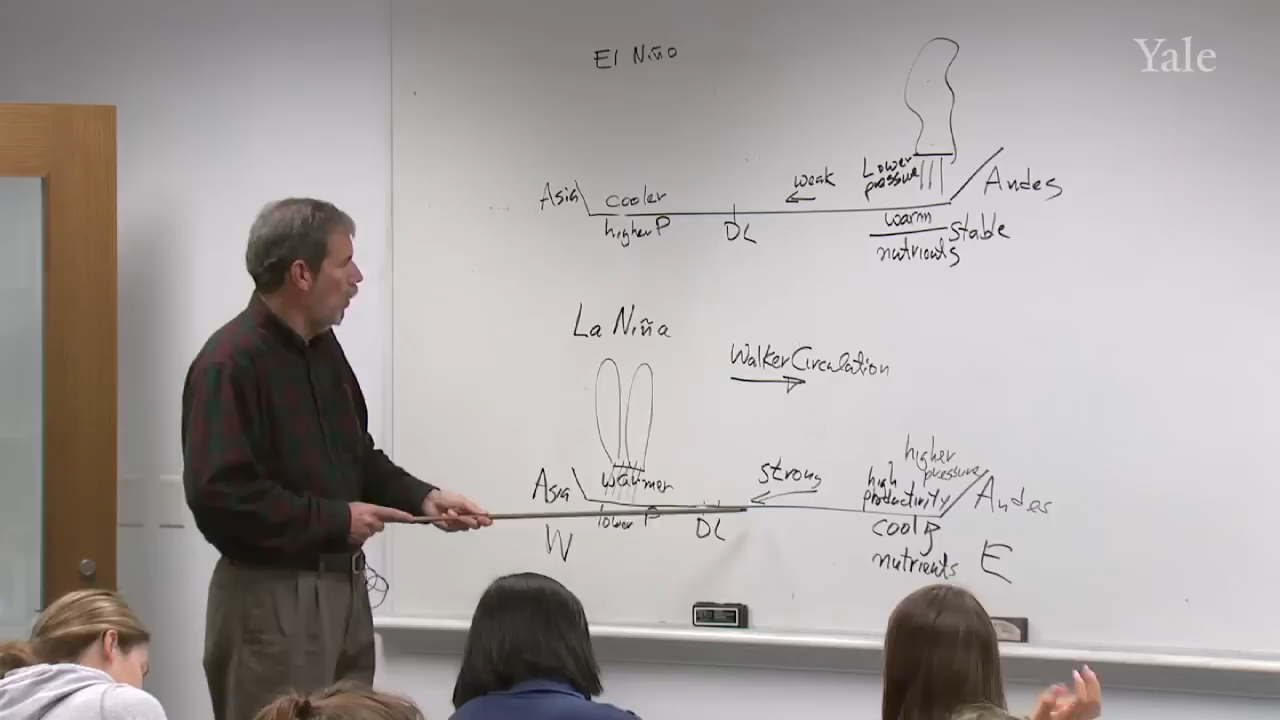 Yale
El Niño
Lower
pressure
weak
Andes
Asia
cooler
higher P
DL
warm
stable
nutrients
La Niña
Walker Circulation
higher
pressure
high
productivity
strong
Asia
warmer
Andes
lower P
DL
cool
W
nutrients
E